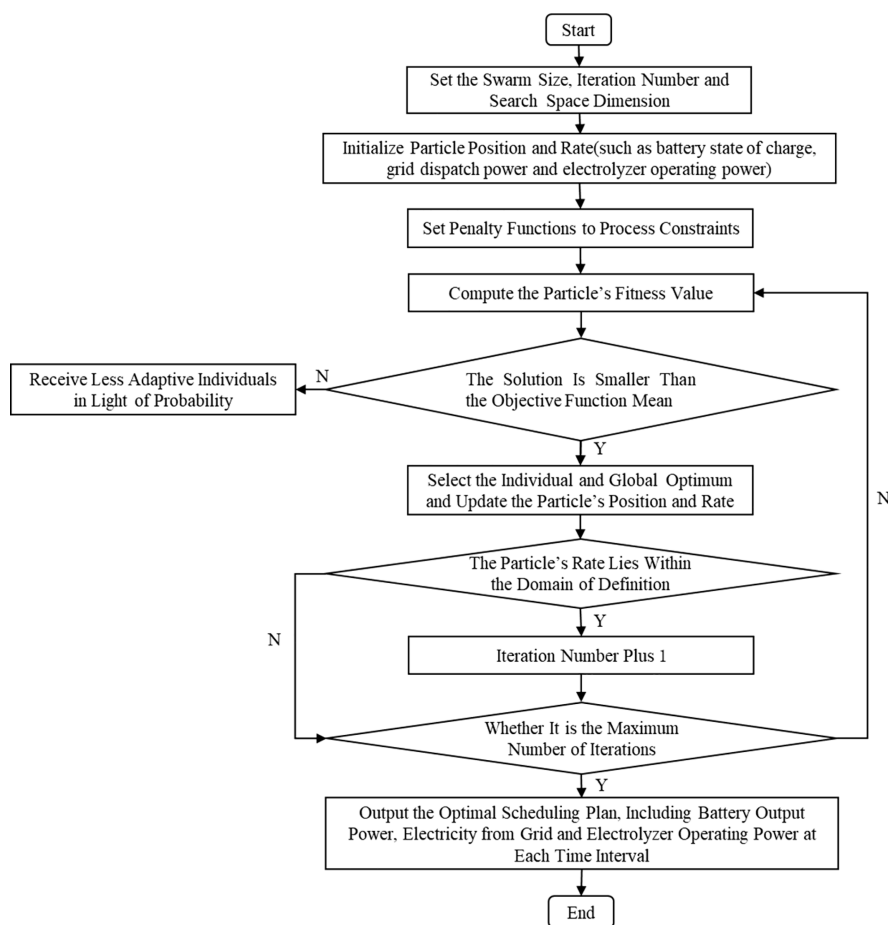 Start
Set the Swarm Size, Iteration Number and
Search Space Dimension
Initialize Particle Position and Rate(such as battery state of charge,
grid dispatch power and electrolyzer operating power)
Set Penalty Functions to Process Constraints
Compute the Particle's Fitness Value
The Solution Is Smaller Than
the Objective Function Mean
N
Receive Less Adaptive Individuals
in Light of Probability
Y
Select the Individual and Global Optimum
and Update the Particle's Position and Rate
N
The Particle's Rate Lies Within
the Domain of Definition
N
Y
Iteration Number Plus 1
Whether It is the Maximum
Number of Iterations
Y
Output the Optimal Scheduling Plan, Including Battery Output
Power, Electricity from Grid and Electrolyzer Operating Power at
Each Time Interval
End